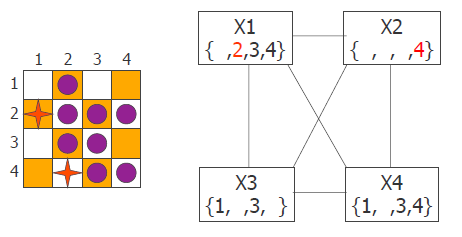 1 2 3 4
1
2
3
4
X1
{ ,2,3,4}
X2
{ , , ,4}
X3
{1, ,3, }
X4
{1, ,3,4}